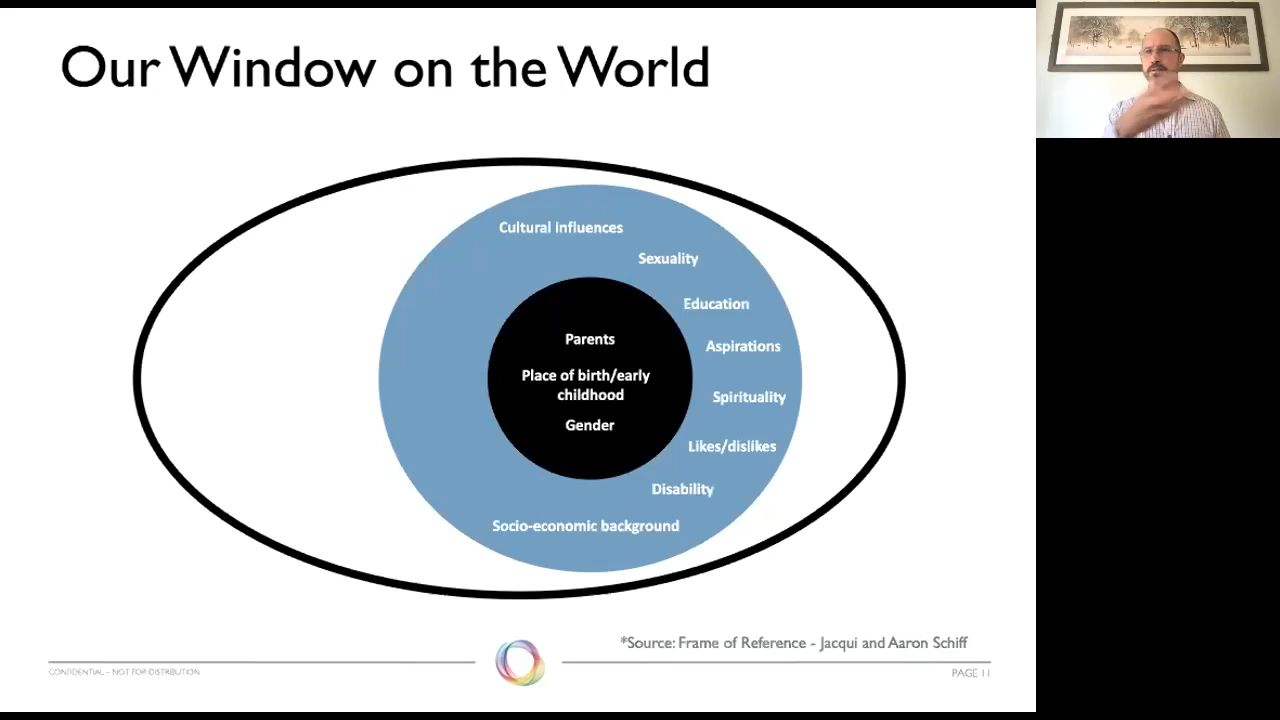 Our Window on the World
Cultural influences
Sexuality
Education
Parents
Aspirations
Place of birth/early
childhood
Spirituality
Gender
Likes/dislikes
Disability
Socio-economic background
*Source: Frame of Reference - Jacqui and Aaron Schiff
CONFIDENTIAL - NOT FOR DISTRIBUTION
PAGE 11